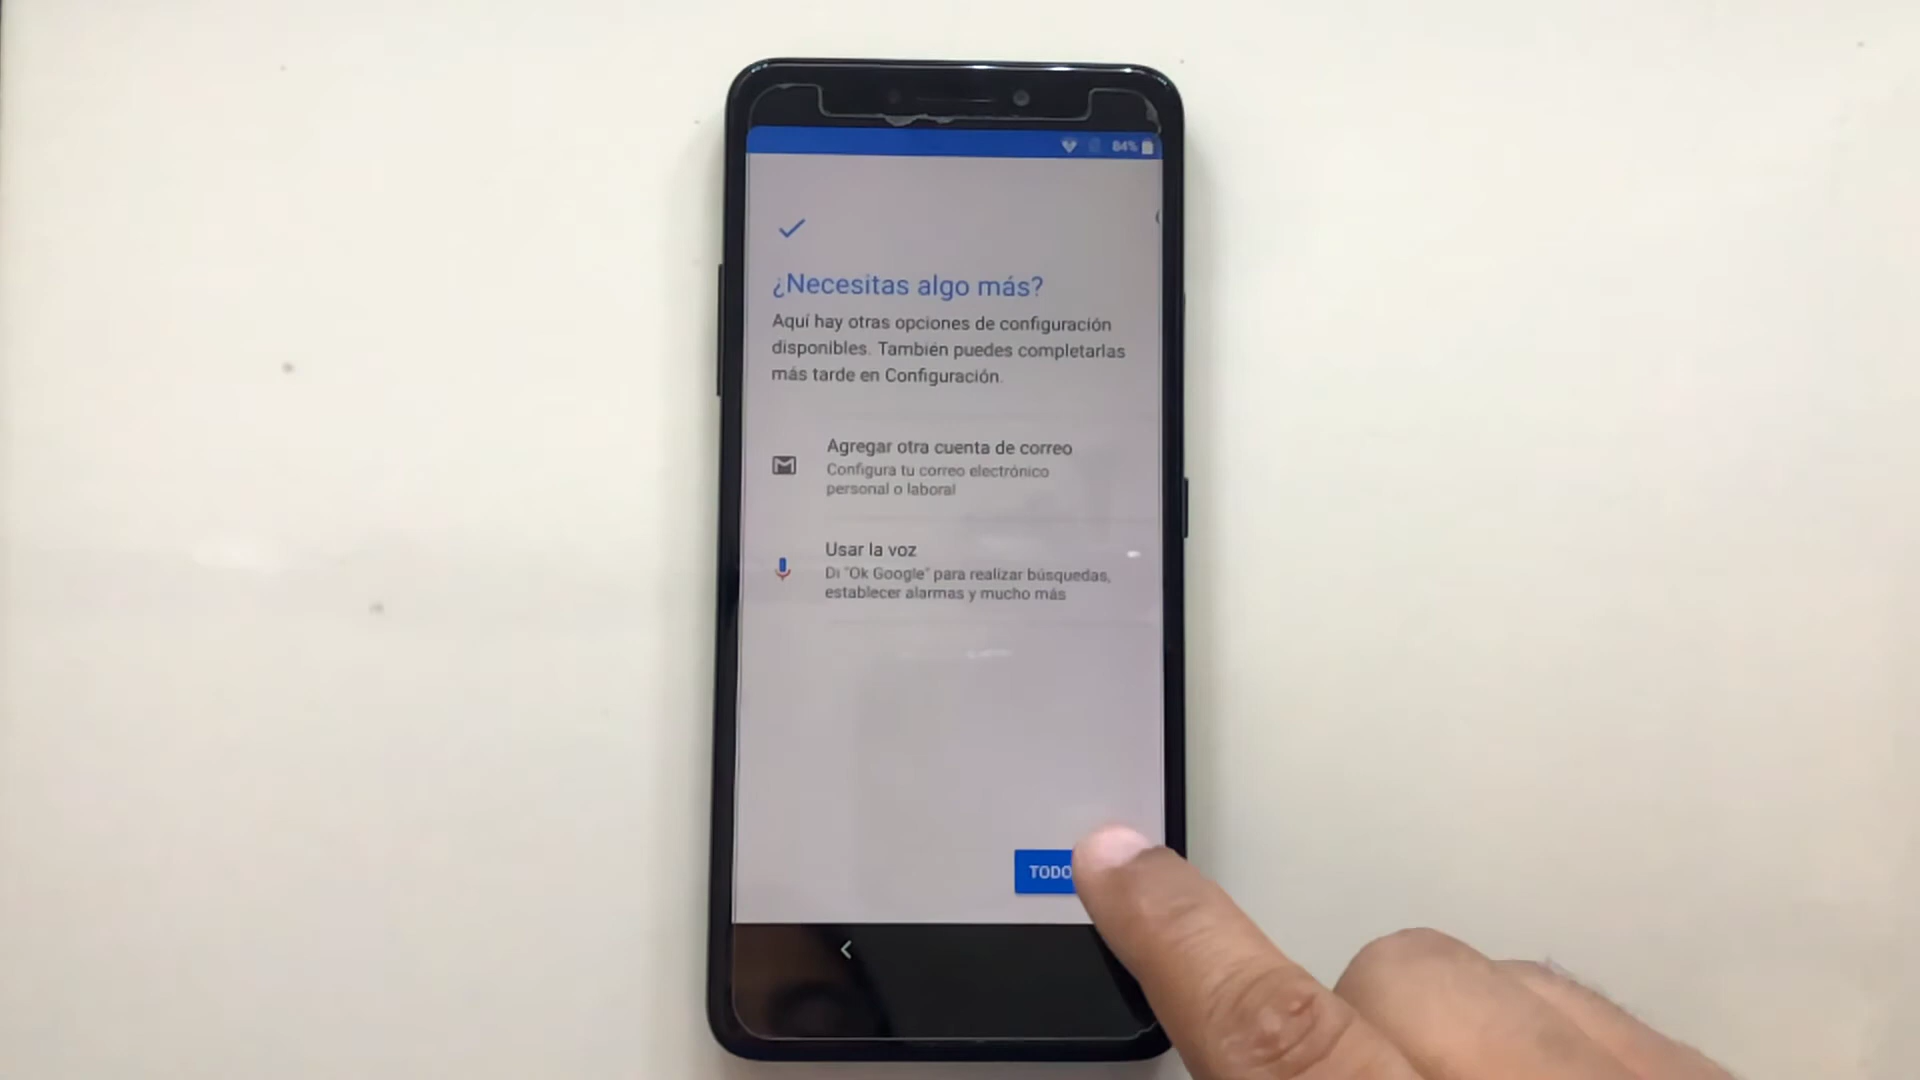 84%
¿Necesitas algo más?
Aquí hay otras opciones de configuración
disponibles. También puedes completarlas
más tarde en Configuración.
Agregar otra cuenta de correo
Configura tu correo electrónico
personal o laboral
Usar la voz
Di "Ok Google" para realizar búsquedas,
establecer alarmas y mucho más
TODO